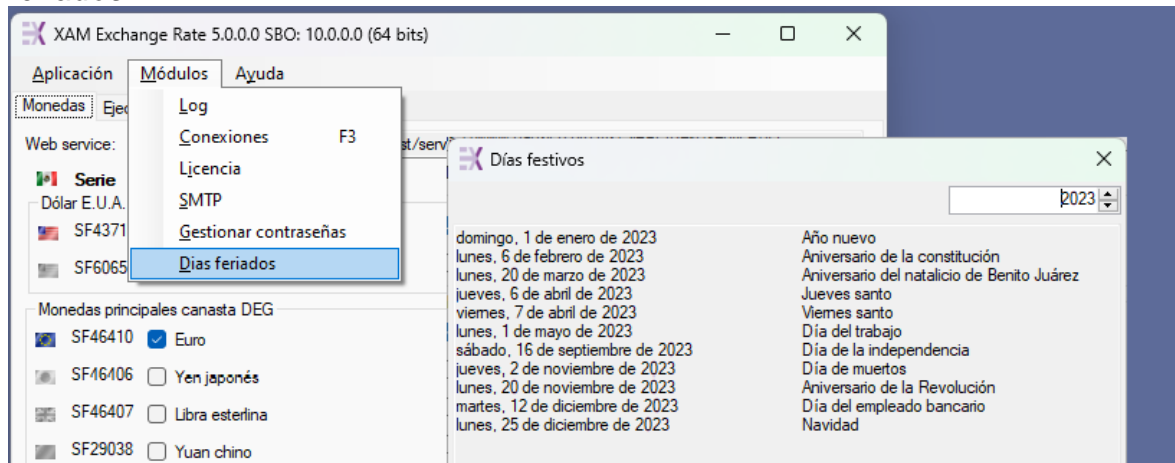 XAM Exchange Rate 5.0.0.0 SBO: 10.0.0.0 (64 bits)
Aplicación Módulos Ayuda
Monedas Ejec
Log
Conexiones F3
Licencia
SMTP
Gestionar contraseñas
Dias feriados
Web service: st/serv
Serie
Dólar E.U.A.
SF4371
SF6065
Monedas principales canasta DEG
SF46410 Euro
SF46406 Yen japonés
SF46407 Libra esterlina
SF29038 Yuan chino
Días festivos
2023
domingo, 1 de enero de 2023 Año nuevo
lunes, 6 de febrero de 2023 Aniversario de la constitución
lunes, 20 de marzo de 2023 Aniversario del natalicio de Benito Juárez
jueves, 6 de abril de 2023 Jueves santo
viernes, 7 de abril de 2023 Viernes santo
lunes, 1 de mayo de 2023 Día del trabajo
sábado, 16 de septiembre de 2023 Día de la independencia
jueves, 2 de noviembre de 2023 Día de muertos
lunes, 20 de noviembre de 2023 Aniversario de la Revolución
martes, 12 de diciembre de 2023 Día del empleado bancario
lunes, 25 de diciembre de 2023 Navidad